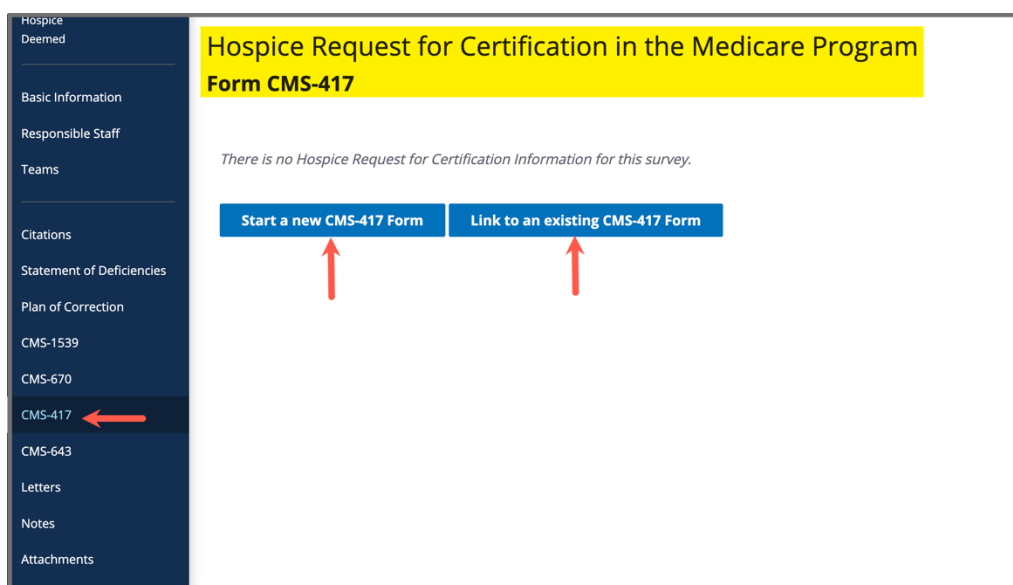 Hospice
Deemed
Basic Information
Responsible Staff
Teams
Citations
Statement of Deficiencies
Plan of Correction
CMS-1539
CMS-670
CMS-417
CMS-643
Letters
Notes
Attachments
Hospice Request for Certification in the Medicare Program
Form CMS-417
There is no Hospice Request for Certification Information for this survey.
Start a new CMS-417 Form
Link to an existing CMS-417 Form